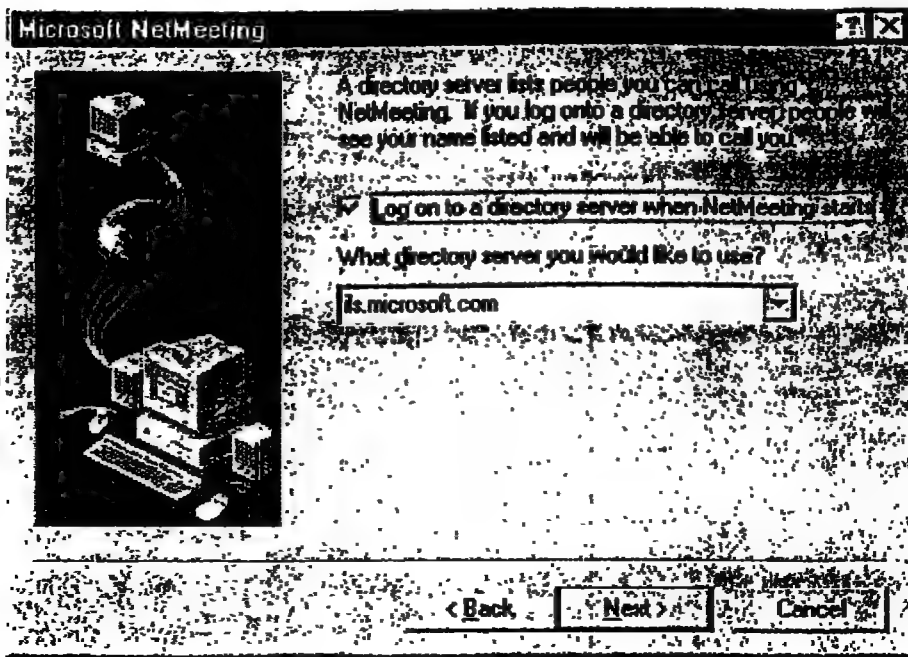 Microsoft NetMeeting
A directory server lists people you can call using
NetMeeting. If you log onto a directory server, people will
see your name listed and will be able to call you.
Log on to a directory server when NetMeeting starts
What directory server you would like to use?
ils.microsoft.com
< Back
Next >
Cancel